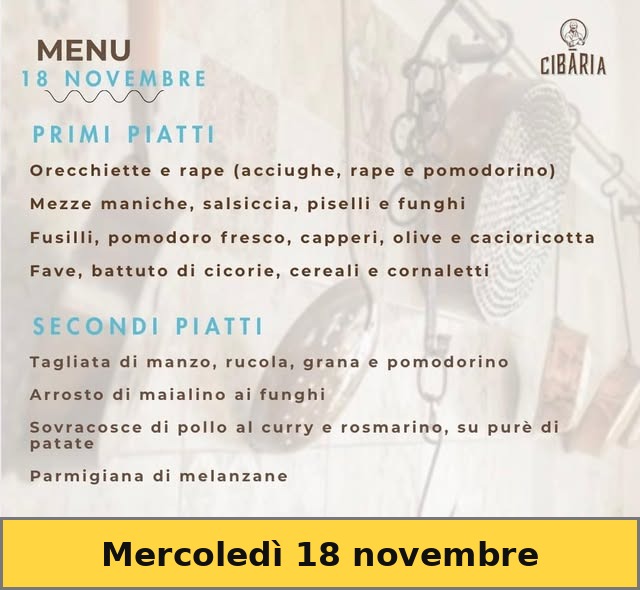 MENU
CIBÀRIA
18 NOVEMBRE
PRIMI PIATTI
Orecchiette e rape (acciughe, rape e pomodorino)
Mezze maniche, salsiccia, piselli e funghi
Fusilli, pomodoro fresco, capperi, olive e cacioricotta
Fave, battuto di cicorie, cereali e cornaletti
SECONDI PIATTI
Tagliata di manzo, rucola, grana e pomodorino
Arrosto di maialino ai funghi
Sovracosce di pollo al curry e rosmarino, su purè di
patate
Parmigiana di melanzane
Mercoledì 18 novembre